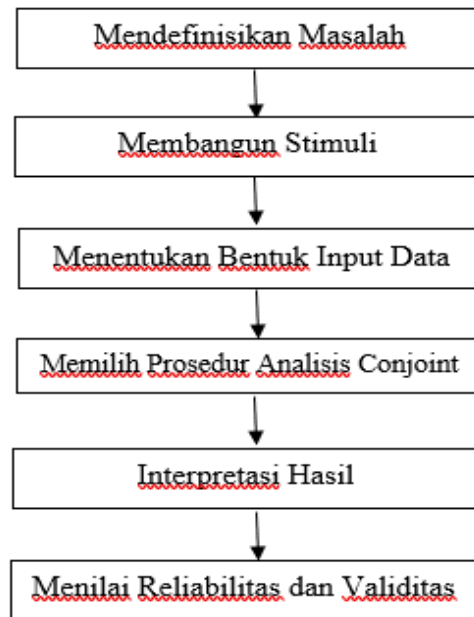 Mendefinisikan Masalah
Membangun Stimuli
Menentukan Bentuk Input Data
Memilih Prosedur Analisis Conjoint
Interpretasi Hasil
Menilai Reliabilitas dan Validitas